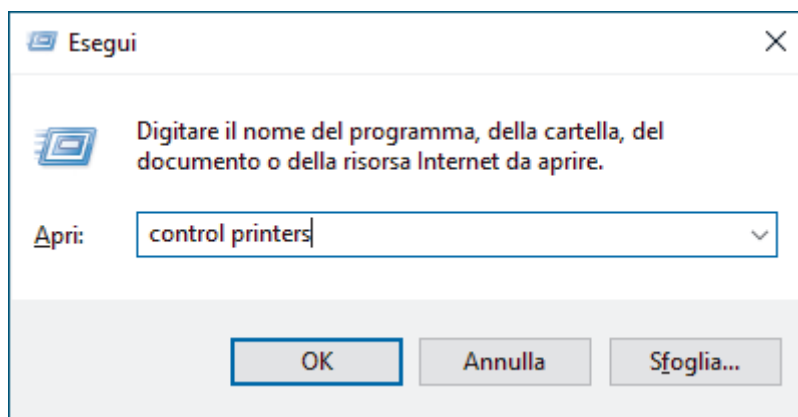 Esegui
Digitare il nome del programma, della cartella, del
documento o della risorsa Internet da aprire.
Apri: control printers
OK Annulla Sfoglia...